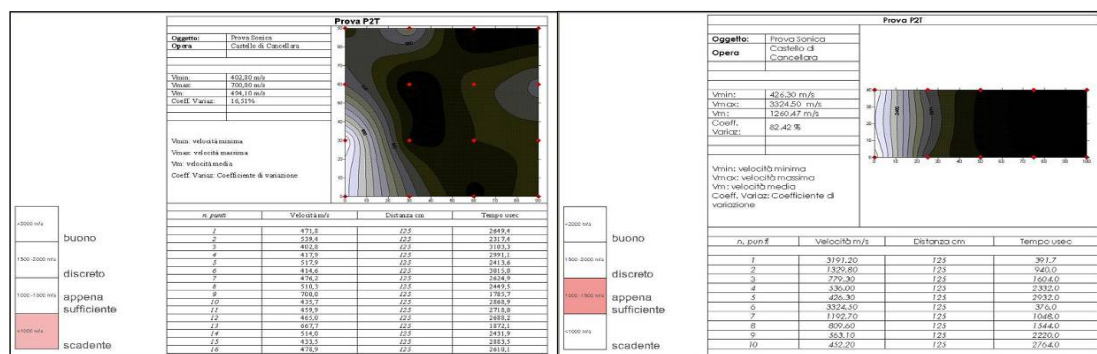 Prova P2T
Oggetto: Prova Sonica
Opera Castello di Cancellara
Vmin: 402,80 m/s
Vmax: 700,80 m/s
Vm: 494,10 m/s
Coeff. Variaz: 16,51%
Vmin: velocità minima
Vmax: velocità massima
Vm: velocità media
Coeff. Variaz: Coefficiente di variazione
n. punti Velocità m/s Distanza cm Tempo usec
1 471,8 125 2649,4
2 539,4 125 2317,4
3 402,8 125 3103,3
4 417,9 125 2991,1
5 517,9 125 2413,6
6 414,6 125 3015,0
7 476,2 125 2624,9
8 510,3 125 2449,5
9 700,8 125 1785,7
10 435,7 125 2868,9
11 459,9 125 2718,0
12 465,0 125 2688,2
13 667,7 125 1872,1
14 514,0 125 2431,9
15 433,5 125 2883,5
16 478,9 125 2610,1
buono
1500-2000 m/s
discreto
1000-1500 m/s
appena
sufficiente
<1000 m/s
scadente
Prova P2T
Oggetto: Prova Sonica
Opera Castello di
Cancellara
Vmin: 426.30 m/s
Vmax: 3324.50 m/s
Vm: 1260.47 m/s
Coeff.
Variaz: 82.42 %
Vmin: velocità minima
Vmax: velocità massima
Vm: velocità media
Coeff. Variaz: Coefficiente di
variazione
n. punti Velocità m/s Distanza cm Tempo usec
1 3191.20 125 391.7
2 1329.80 125 940.0
3 779.30 125 1604.0
4 536.00 125 2332.0
5 426.30 125 2932.0
6 3324.50 125 376.0
7 1192.70 125 1048.0
8 809.60 125 1544.0
9 563.10 125 2220.0
10 452.20 125 2764.0
buono
1500-2000 m/s
discreto
1000-1500 m/s
appena
sufficiente
<1000 m/s
scadente